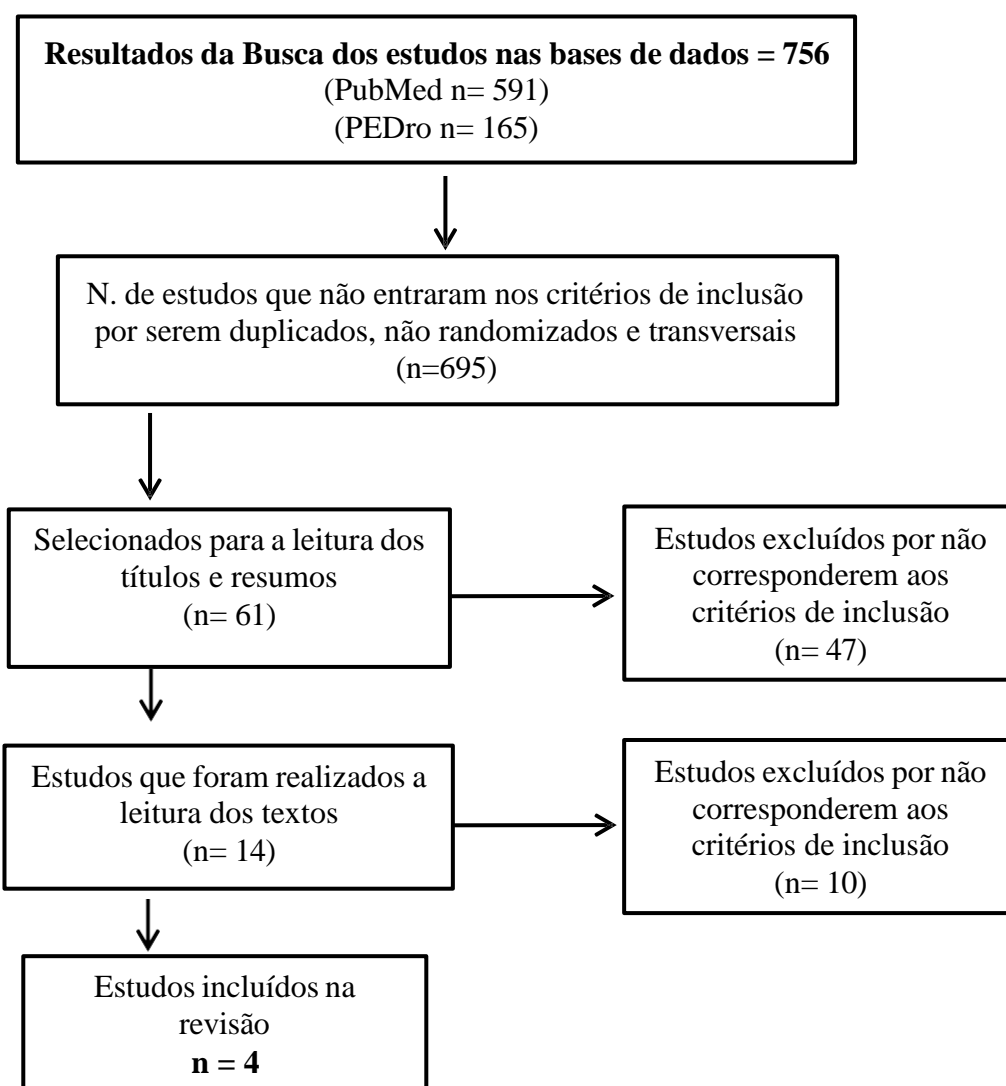 Resultados da Busca dos estudos nas bases de dados = 756
(PubMed n= 591)
(PEDro n= 165)
N. de estudos que não entraram nos critérios de inclusão
por serem duplicados, não randomizados e transversais
(n=695)
Selecionados para a leitura dos
títulos e resumos
(n= 61)
Estudos excluídos por não
corresponderem aos
critérios de inclusão
(n= 47)
Estudos que foram realizados a
leitura dos textos
(n= 14)
Estudos excluídos por não
corresponderem aos
critérios de inclusão
(n= 10)
Estudos incluídos na
revisão
n = 4